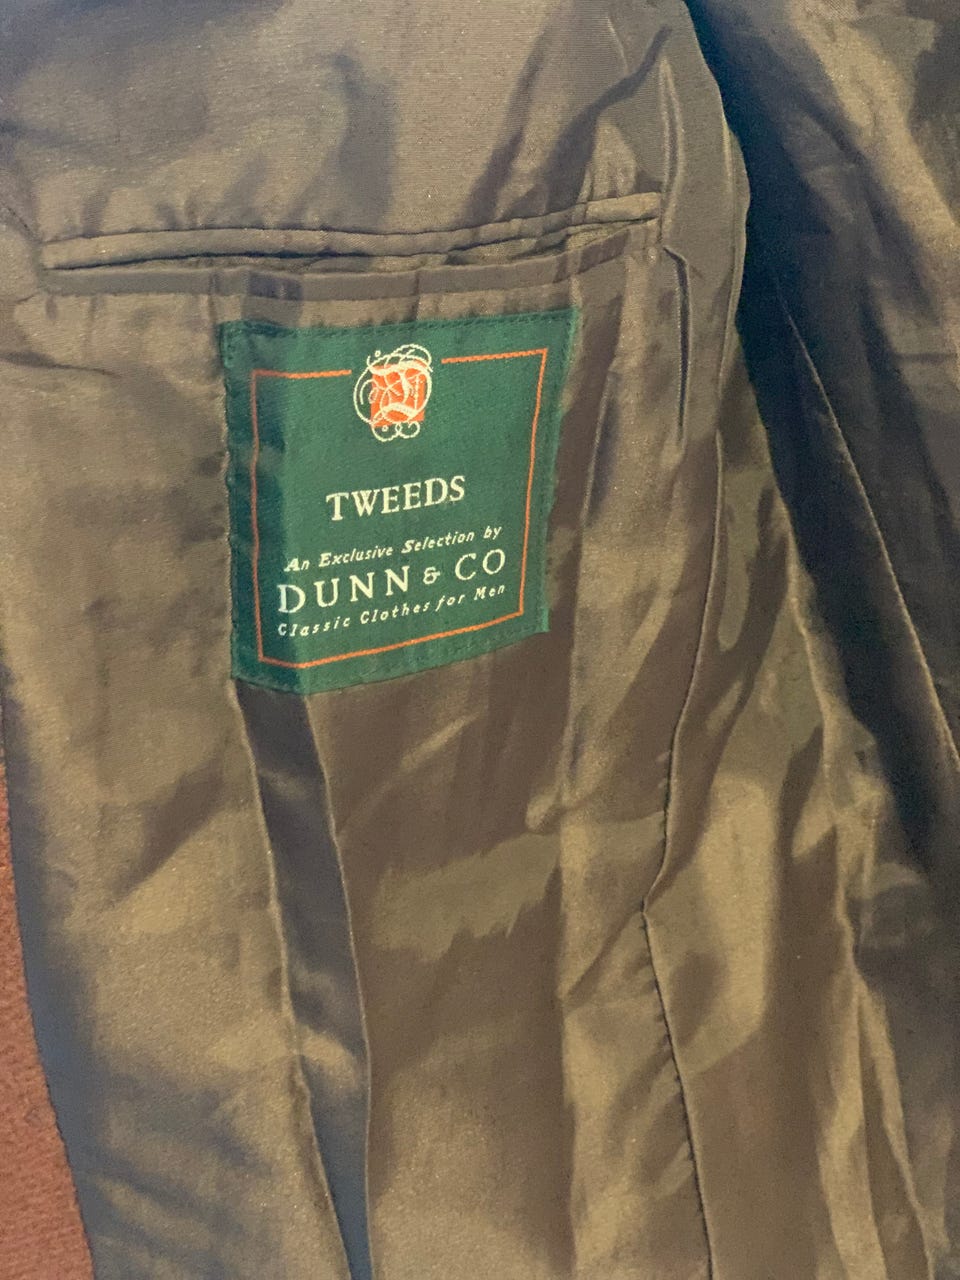 TWEEDS
An Exclusive Selection by
DUNN & CO
Classic Clothes for Men